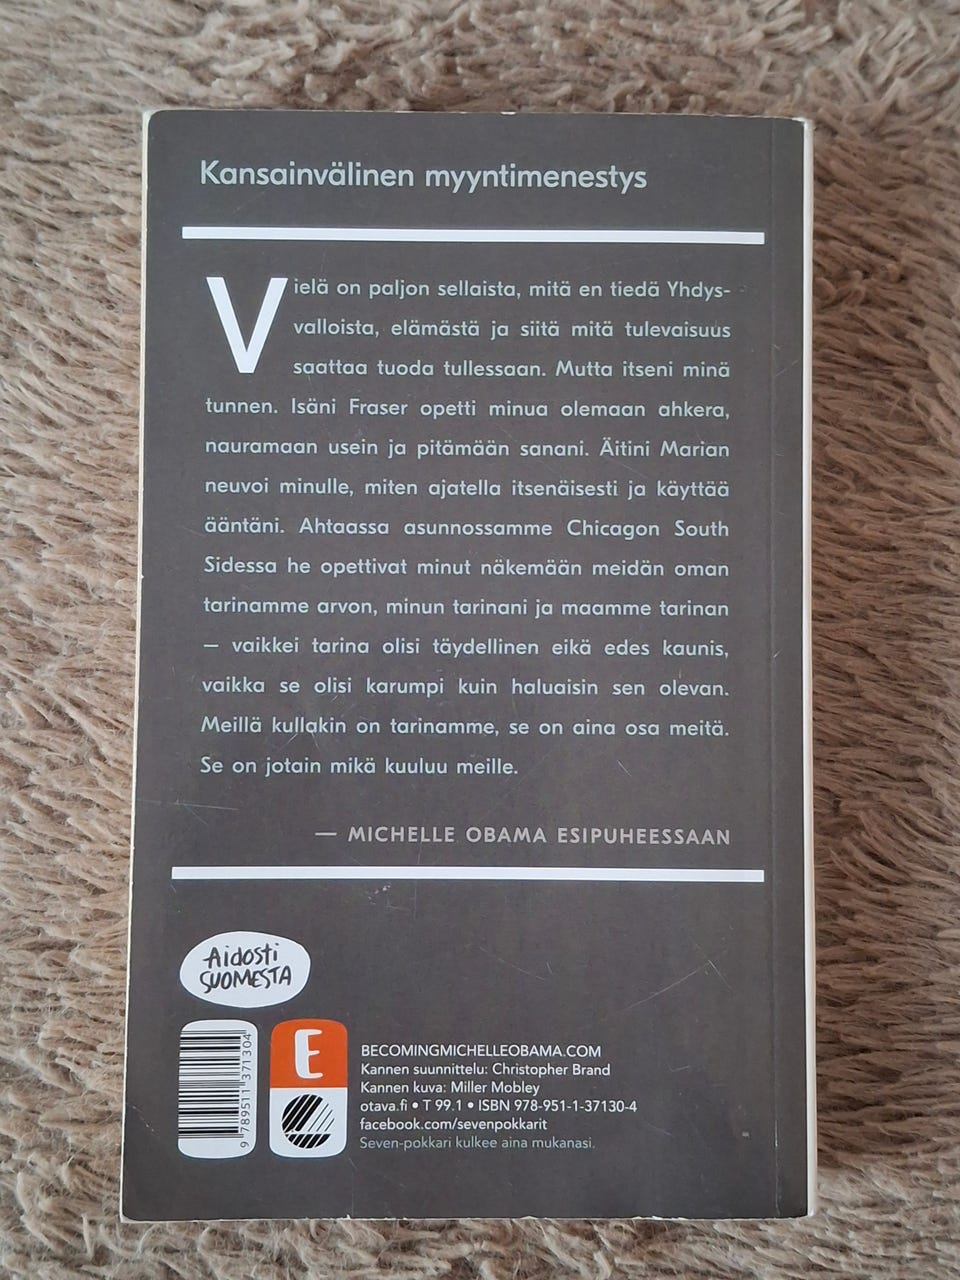 Kansainvälinen myyntimenestys
Vielä on paljon sellaista, mitä en tiedä Yhdys-
valloista, elämästä ja siitä mitä tulevaisuus
saattaa tuoda tullessaan. Mutta itseni minä
tunnen. Isäni Fraser opetti minua olemaan ahkera,
nauramaan usein ja pitämään sanani. Äitini Marian
neuvoi minulle, miten ajatella itsenäisesti ja käyttää
ääntäni. Ahtaassa asunnossamme Chicagon South
Sidessa he opettivat minut näkemään meidän oman
tarinamme arvon, minun tarinani ja maamme tarinan
– vaikkei tarina olisi täydellinen eikä edes kaunis,
vaikka se olisi karumpi kuin haluaisin sen olevan.
Meillä kullakin on tarinamme, se on aina osa meitä.
Se on jotain mikä kuuluu meille.
— MICHELLE OBAMA ESIPUHEESSAAN
Aidosti
SUOMESTA
9 789511 371304
E
BECOMINGMICHELLEOBAMA.COM
Kannen suunnittelu: Christopher Brand
Kannen kuva: Miller Mobley
otava.fi • T 99.1 • ISBN 978-951-1-37130-4
facebook.com/sevenpokkarit
Seven-pokkari kulkee aina mukanasi.